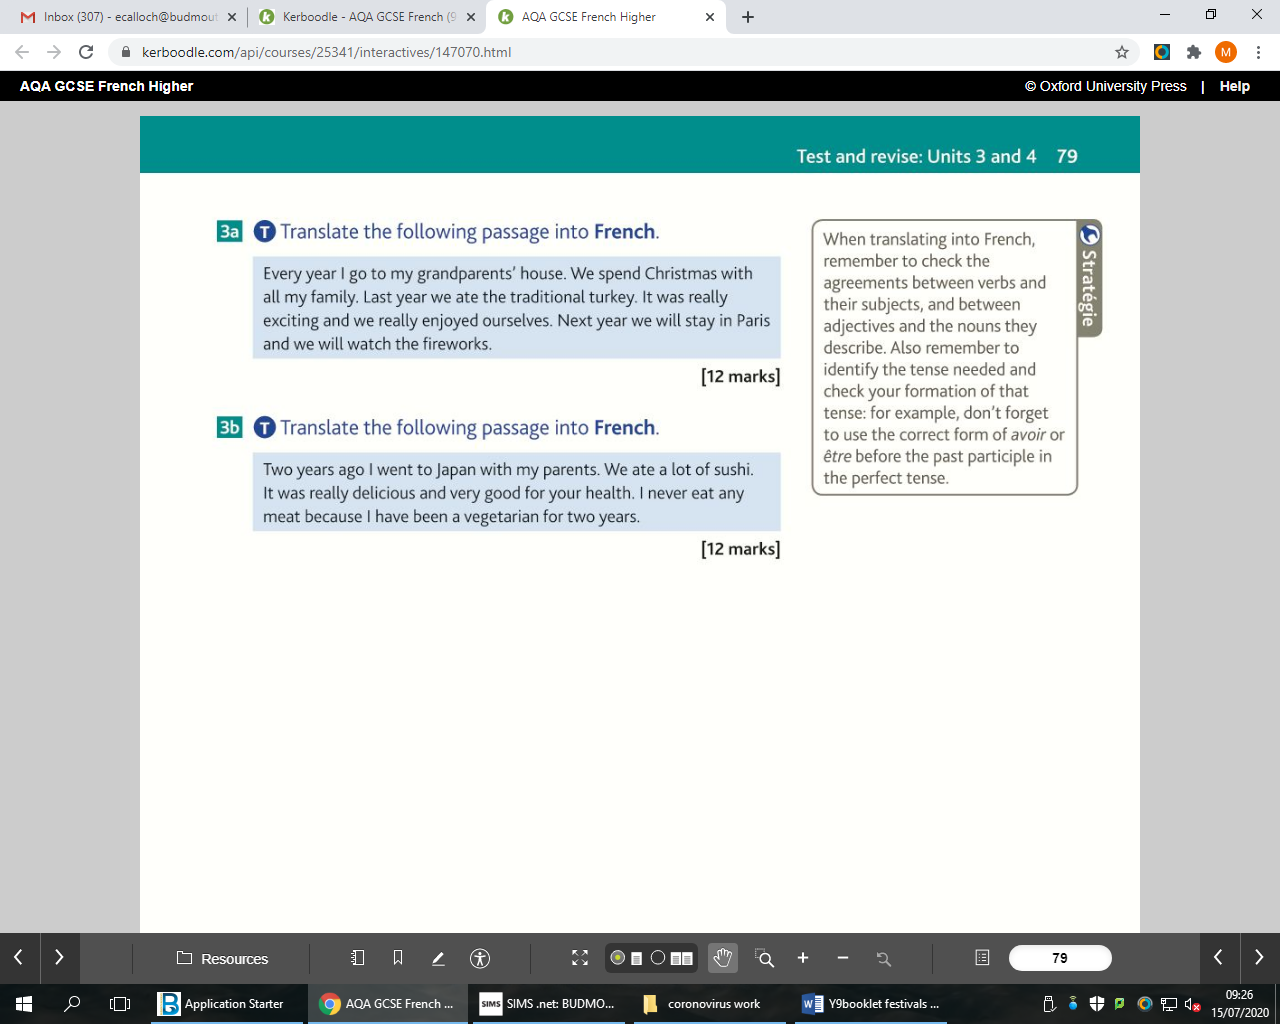 Inbox (307) - ecalloch@budmout
Kerboodle - AQA GCSE French (9
AQA GCSE French Higher
kerboodle.com/api/courses/25341/interactives/147070.html
M
AQA GCSE French Higher
© Oxford University Press | Help
Test and revise: Units 3 and 4 79
3a T Translate the following passage into French.
Every year I go to my grandparents' house. We spend Christmas with
all my family. Last year we ate the traditional turkey. It was really
exciting and we really enjoyed ourselves. Next year we will stay in Paris
and we will watch the fireworks.
[12 marks]
3b T Translate the following passage into French.
Two years ago I went to Japan with my parents. We ate a lot of sushi.
It was really delicious and very good for your health. I never eat any
meat because I have been a vegetarian for two years.
[12 marks]
Stratégie
When translating into French,
remember to check the
agreements between verbs and
their subjects, and between
adjectives and the nouns they
describe. Also remember to
identify the tense needed and
check your formation of that
tense: for example, don't forget
to use the correct form of avoir or
être before the past participle in
the perfect tense.
Resources
79
Application Starter
AQA GCSE French ...
SIMS SIMS .net: BUDMO...
coronovirus work
Y9booklet festivals ...
09:26
15/07/2020